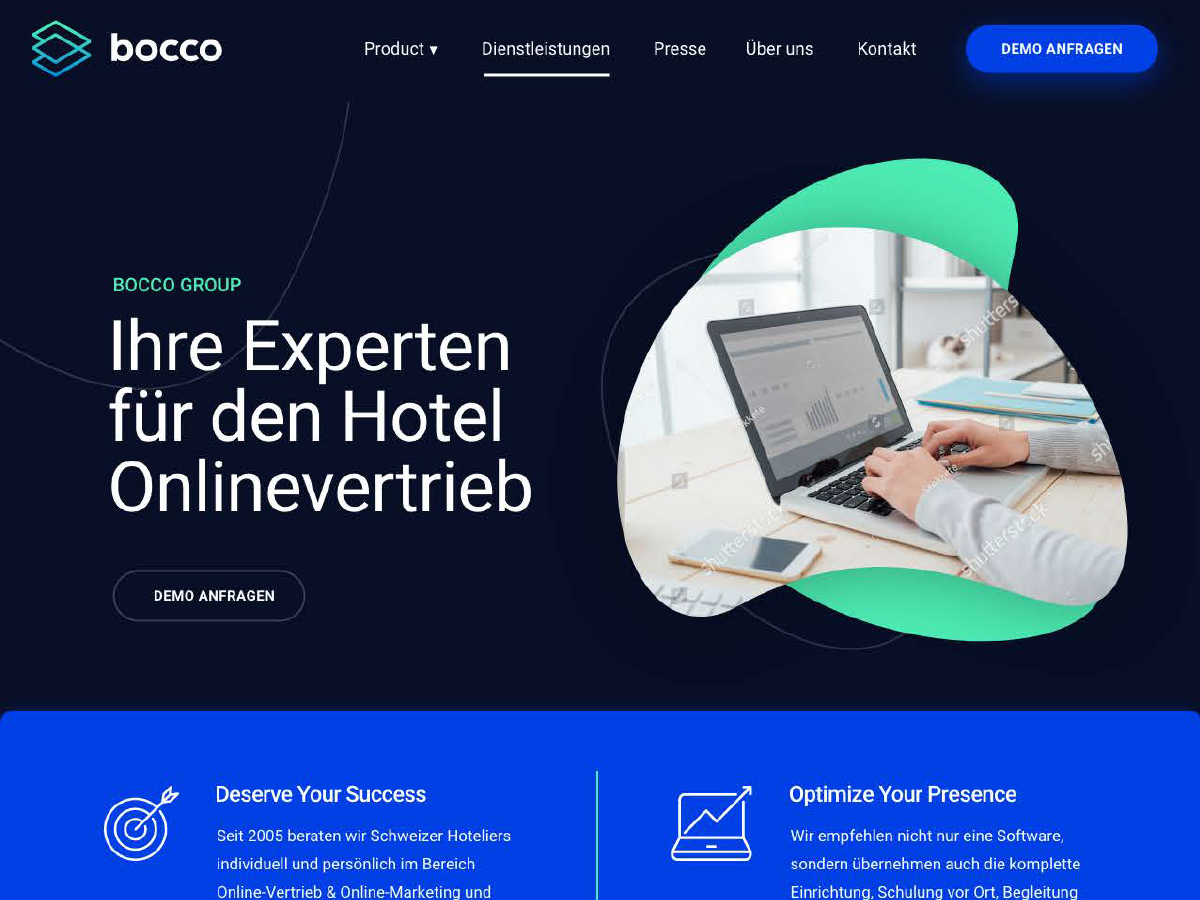 bocco
Product ▾
Dienstleistungen
Presse
Über uns
Kontakt
DEMO ANFRAGEN
BOCCO GROUP
Ihre Experten
für den Hotel
Onlinevertrieb
DEMO ANFRAGEN
shutterstock
shutterstock
Deserve Your Success
Seit 2005 beraten wir Schweizer Hoteliers
individuell und persönlich im Bereich
Online-Vertrieb & Online-Marketing und
Optimize Your Presence
Wir empfehlen nicht nur eine Software,
sondern übernehmen auch die komplette
Einrichtung, Schulung vor Ort, Begleitung